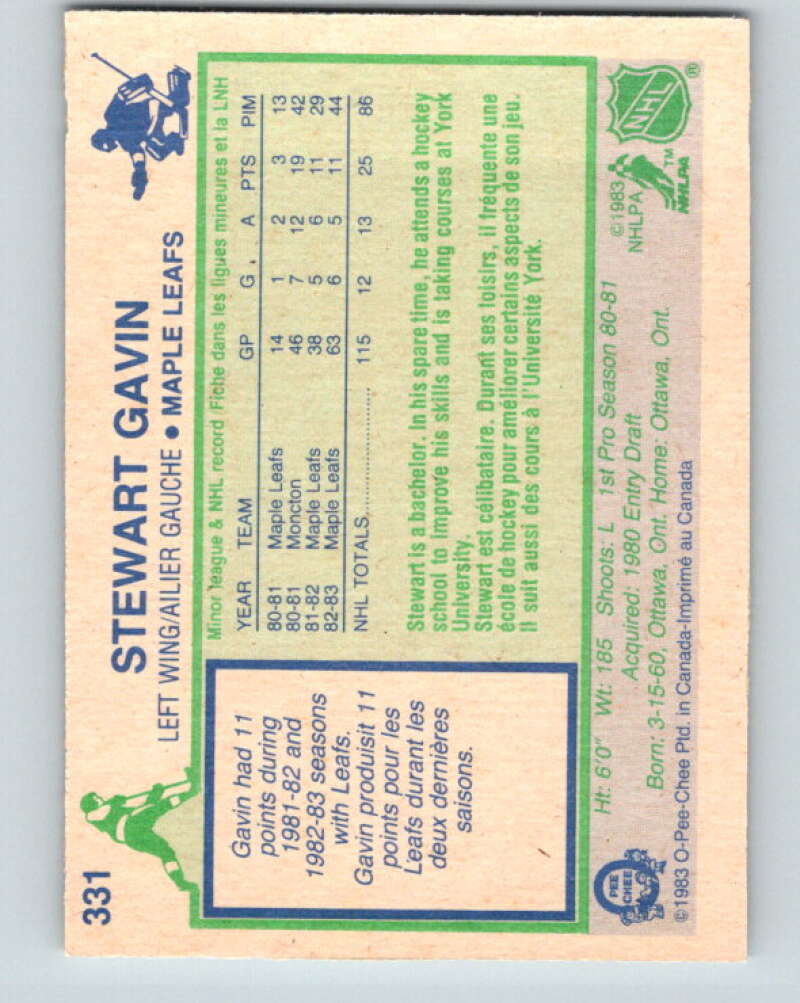 331
STEWART GAVIN
LEFT WING/AILIER GAUCHE • MAPLE LEAFS
Gavin had 11
points during
1981-82 and
1982-83 seasons
with Leafs.
Gavin produisit 11
points pour les
Leafs durant les
deux dernières
saisons.
Minor league & NHL record Fiche dans les ligues mineures et la LNH
YEAR TEAM GP G A PTS PIM
80-81 Maple Leafs 14 1 2 3 13
80-81 Moncton 46 7 12 19 42
81-82 Maple Leafs 38 5 6 11 29
82-83 Maple Leafs 63 6 5 11 44
NHL TOTALS 115 12 13 25 86
Stewart is a bachelor. In his spare time, he attends a hockey
school to improve his skills and is taking courses at York
University.
Stewart est célibataire. Durant ses loisirs, il fréquente une
école de hockey pour améliorer certains aspects de son jeu.
Il suit aussi des cours à l'Université York.
Ht: 6'0" Wt: 185 Shoots: L 1st Pro Season 80-81
Acquired: 1980 Entry Draft
Born: 3-15-60, Ottawa, Ont. Home: Ottawa, Ont.
©1983 O-Pee-Chee Ptd. in Canada-Imprimé au Canada
O
PEE
CHEE
©1983
NHLPA
NHLPA
TM
NHL
®